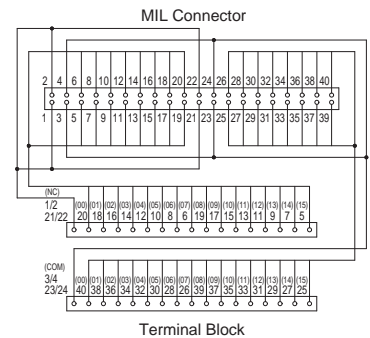 MIL Connector
2 4 6 8 10 12 14 16 18 20 22 24 26 28 30 32 34 36 38 40
1 3 5 7 9 11 13 15 17 19 21 23 25 27 29 31 33 35 37 39
(NC)
1/2 (00) (01) (02) (03) (04) (05) (06) (07) (08) (09) (10) (11) (12) (13) (14) (15)
21/22 20 18 16 14 12 10 8 6 19 17 15 13 11 9 7 5
(COM)
3/4 (00) (01) (02) (03) (04) (05) (06) (07) (08) (09) (10) (11) (12) (13) (14) (15)
23/24 40 38 36 34 32 30 28 26 39 37 35 33 31 29 27 25
Terminal Block